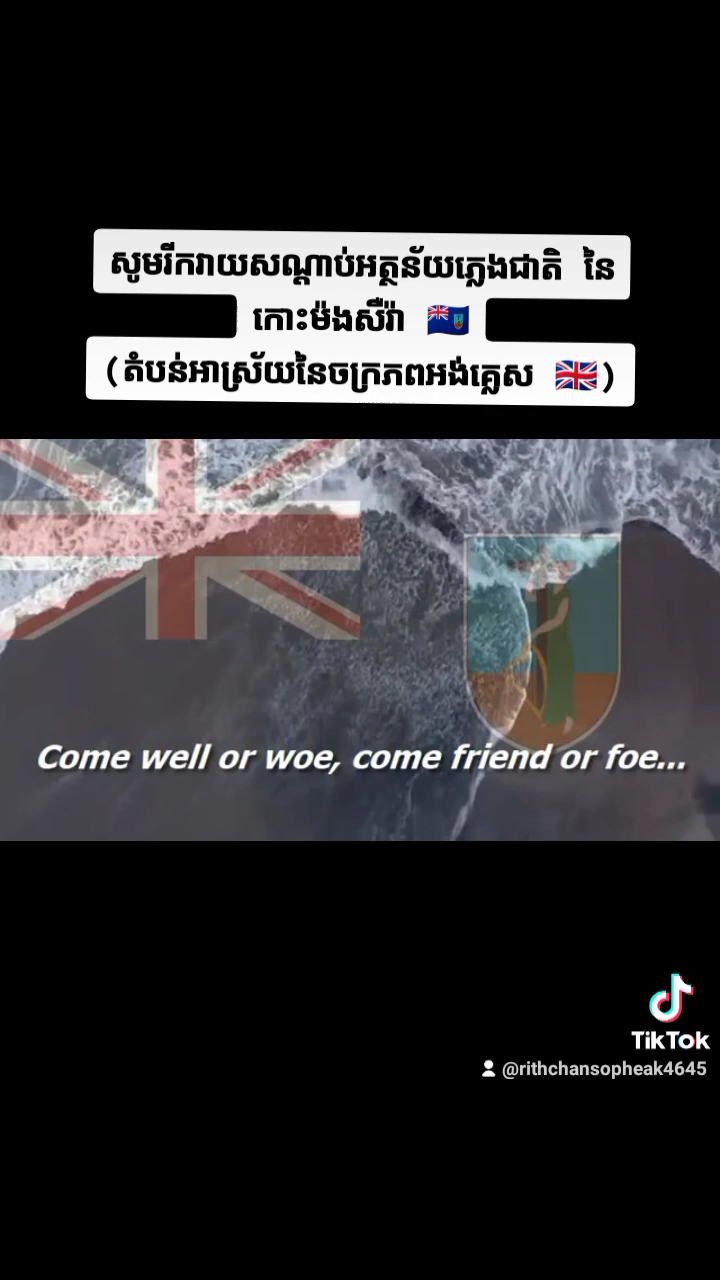 សូមរីករាយសណ្ដាប់អត្ថន័យភ្លេងជាតិ នៃ
កោះម៉ងសឺរ៉ា 🇲🇸
(តំបន់អាស្រ័យនៃចក្រភពអង់គ្លេស 🇬🇧)
Come well or woe, come friend or foe...
TikTok
@rithchansopheak4645